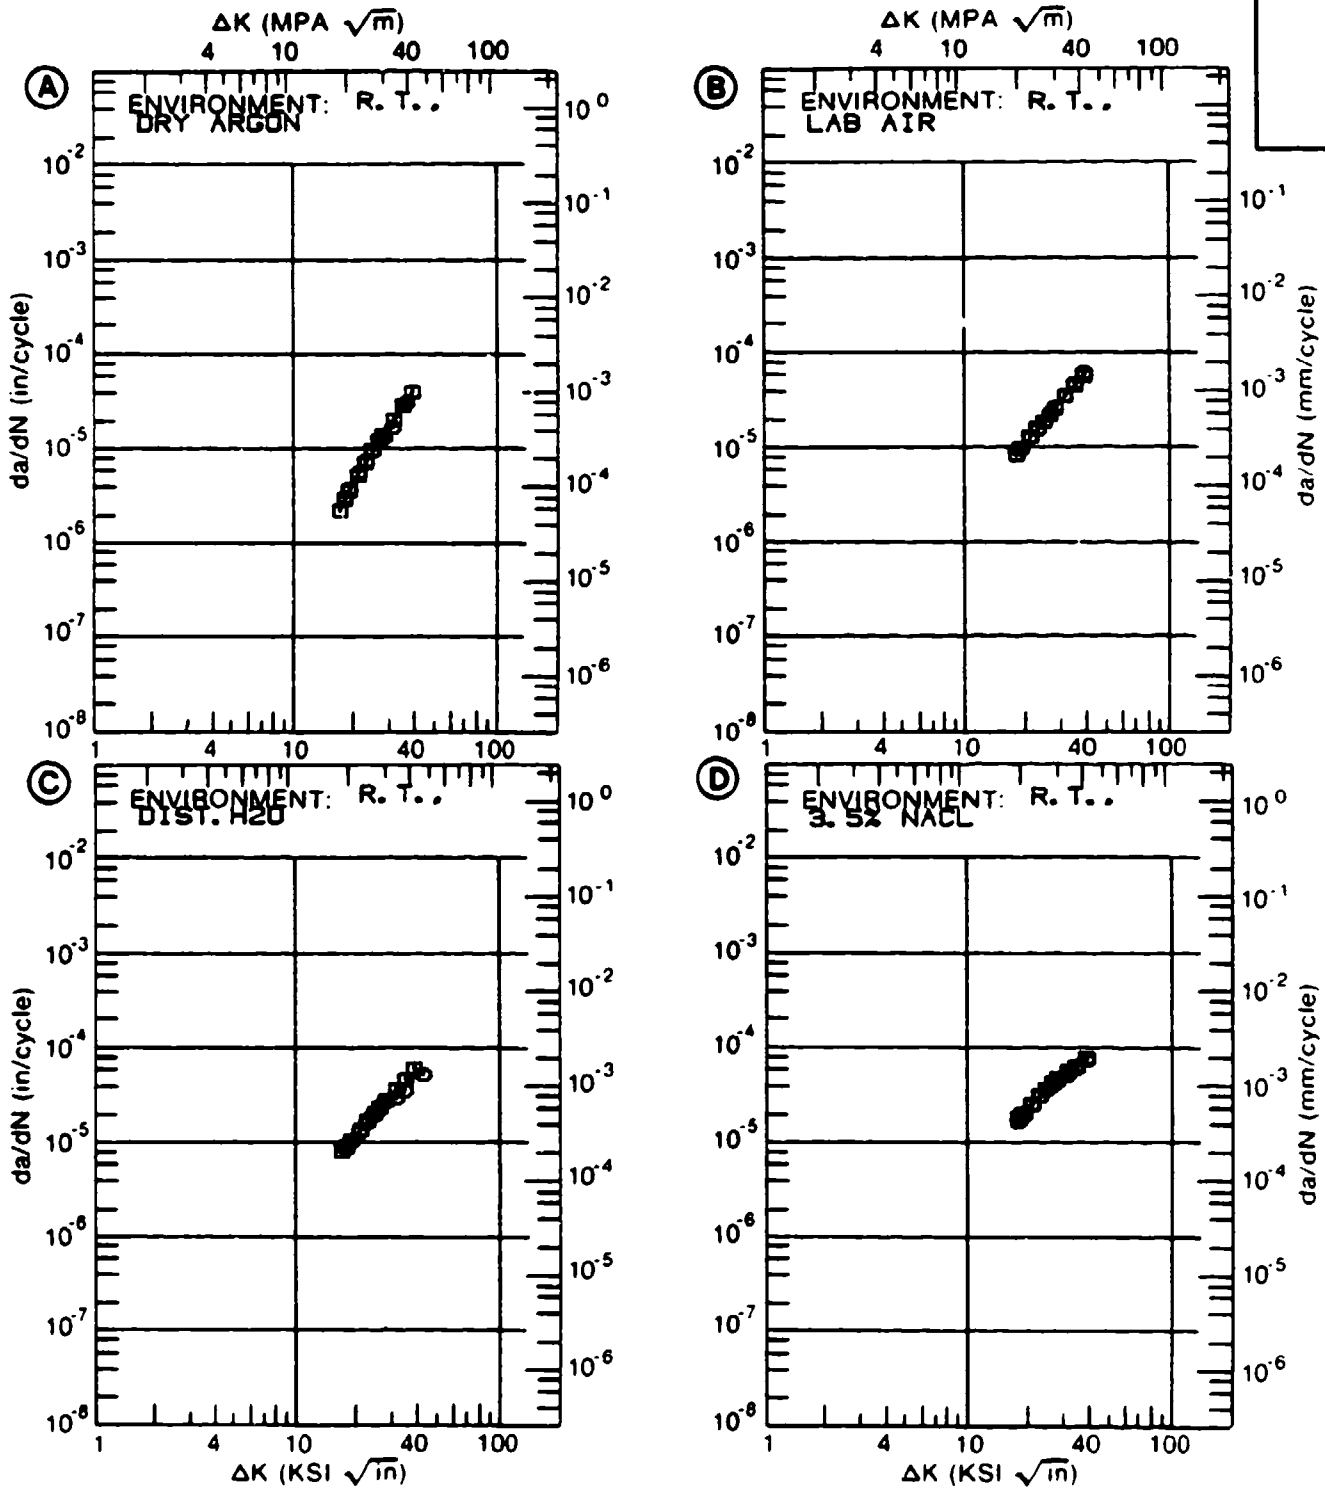 ΔK (MPA √m)
4 10 40 100
ΔK (MPA √m)
4 10 40 100
A
ENVIRONMENT: R. T..
DRY ARGON
10⁻²
10⁻³
10⁻⁴
10⁻⁵
10⁻⁶
10⁻⁷
10⁻⁸
da/dN (in/cycle)
10⁰
10⁻¹
10⁻²
10⁻³
10⁻⁴
10⁻⁵
10⁻⁶
1 4 10 40 100
B
ENVIRONMENT: R. T..
LAB AIR
10⁻²
10⁻³
10⁻⁴
10⁻⁵
10⁻⁶
10⁻⁷
10⁻⁸
10⁻¹
10⁻²
10⁻³
10⁻⁴
10⁻⁵
10⁻⁶
da/dN (mm/cycle)
1 4 10 40 100
C
ENVIRONMENT: R. T..
DIST. H2O
10⁻²
10⁻³
10⁻⁴
10⁻⁵
10⁻⁶
10⁻⁷
10⁻⁸
da/dN (in/cycle)
10⁰
10⁻¹
10⁻²
10⁻³
10⁻⁴
10⁻⁵
10⁻⁶
1 4 10 40 100
ΔK (KSI √in)
D
ENVIRONMENT: R. T..
3. 5% NACL
10⁻²
10⁻³
10⁻⁴
10⁻⁵
10⁻⁶
10⁻⁷
10⁻⁸
10⁰
10⁻¹
10⁻²
10⁻³
10⁻⁴
10⁻⁵
10⁻⁶
da/dN (mm/cycle)
1 4 10 40 100
ΔK (KSI √in)